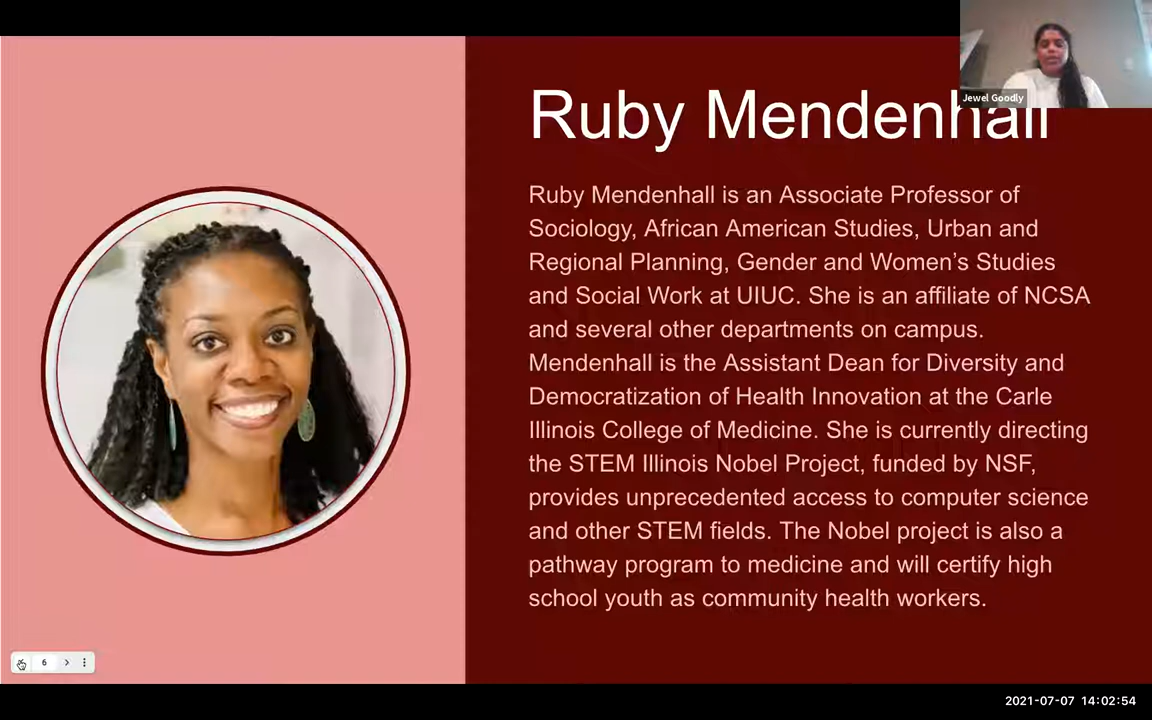 Jewel Goodly
Ruby Mendenhall
Ruby Mendenhall is an Associate Professor of
Sociology, African American Studies, Urban and
Regional Planning, Gender and Women’s Studies
and Social Work at UIUC. She is an affiliate of NCSA
and several other departments on campus.
Mendenhall is the Assistant Dean for Diversity and
Democratization of Health Innovation at the Carle
Illinois College of Medicine. She is currently directing
the STEM Illinois Nobel Project, funded by NSF,
provides unprecedented access to computer science
and other STEM fields. The Nobel project is also a
pathway program to medicine and will certify high
school youth as community health workers.
6
2021-07-07 14:02:54